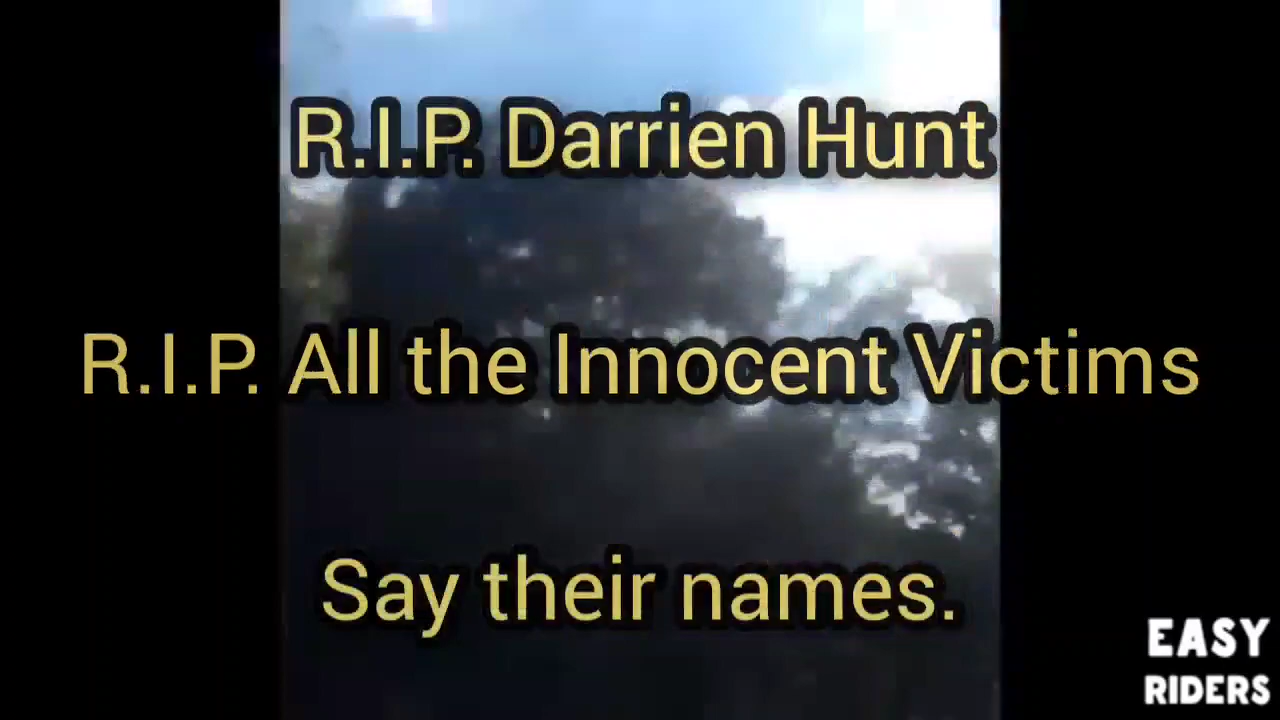 R.I.P. Darrien Hunt
R.I.P. All the Innocent Victims
Say their names.
EASY
RIDERS